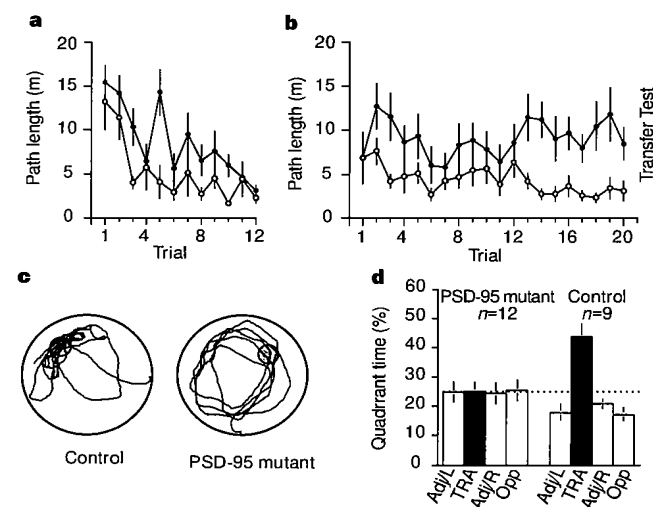 a
20
15
10
5
0
Path length (m)
1 4 8 12
Trial
b
20
15
10
5
0
Path length (m)
1 4 8 12 16 20
Trial
Transfer Test
c
Control
PSD-95 mutant
d
60
50
40
30
20
10
0
Quadrrant time (%)
PSD-95 mutant
n=12
Control
n=9
Adj/L TRA Adj/R Opp
Adj/L TRA Adj/R Opp